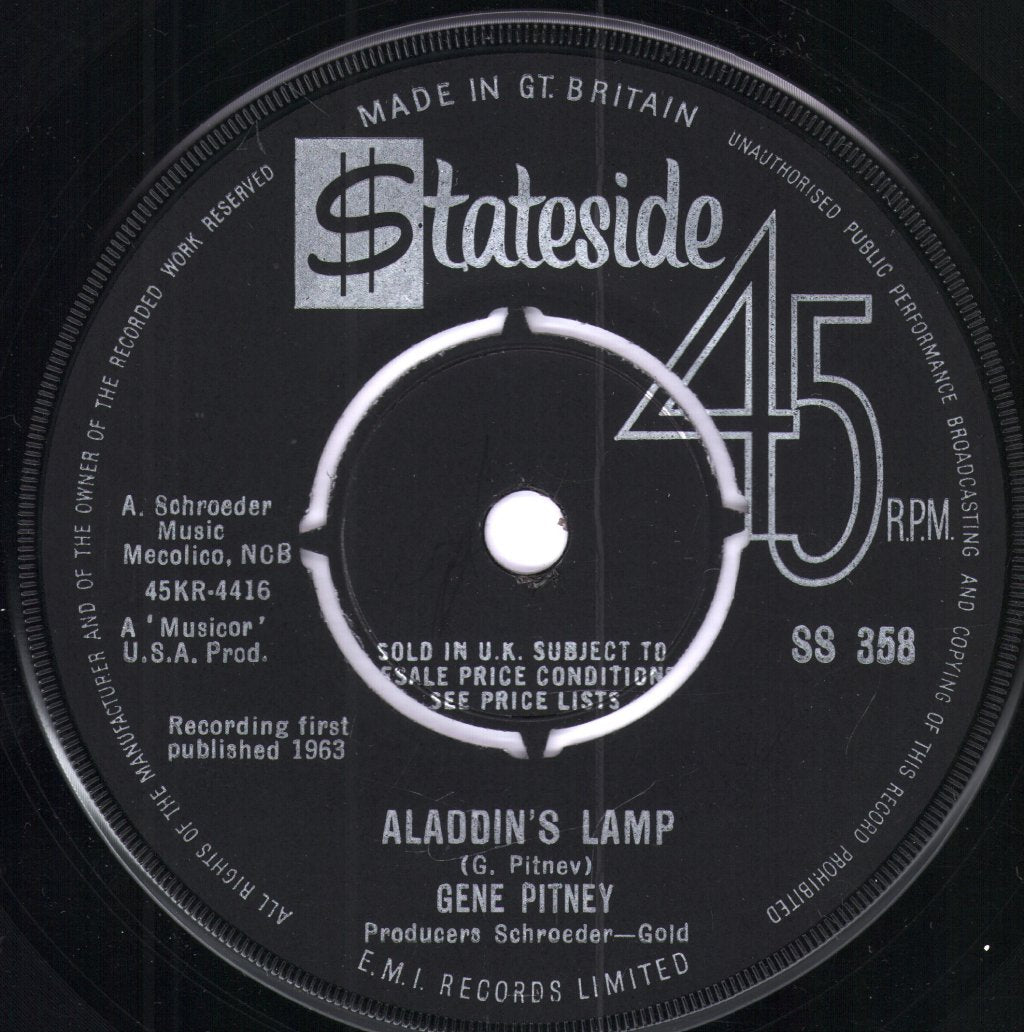 MADE IN GT. BRITAIN
UNAUTHORISED PUBLIC PERFORMANCE BROADCASTING AND COPYING OF THIS RECORD PROHIBITED
ALL RIGHTS OF THE MANUFACTURER AND OF THE OWNER OF THE RECORDED WORK RESERVED
$tateside
45
R.P.M.
A. Schroeder
Music
Mecolico, NCB
45KR-4416
A 'Musicor'
U.S.A. Prod.
SS 358
SOLD IN U.K. SUBJECT TO
ESALE PRICE CONDITION
SEE PRICE LISTS
Recording first
published 1963
ALADDIN'S LAMP
(G. Pitney)
GENE PITNEY
Producers Schroeder—Gold
E.M.I. RECORDS LIMITED